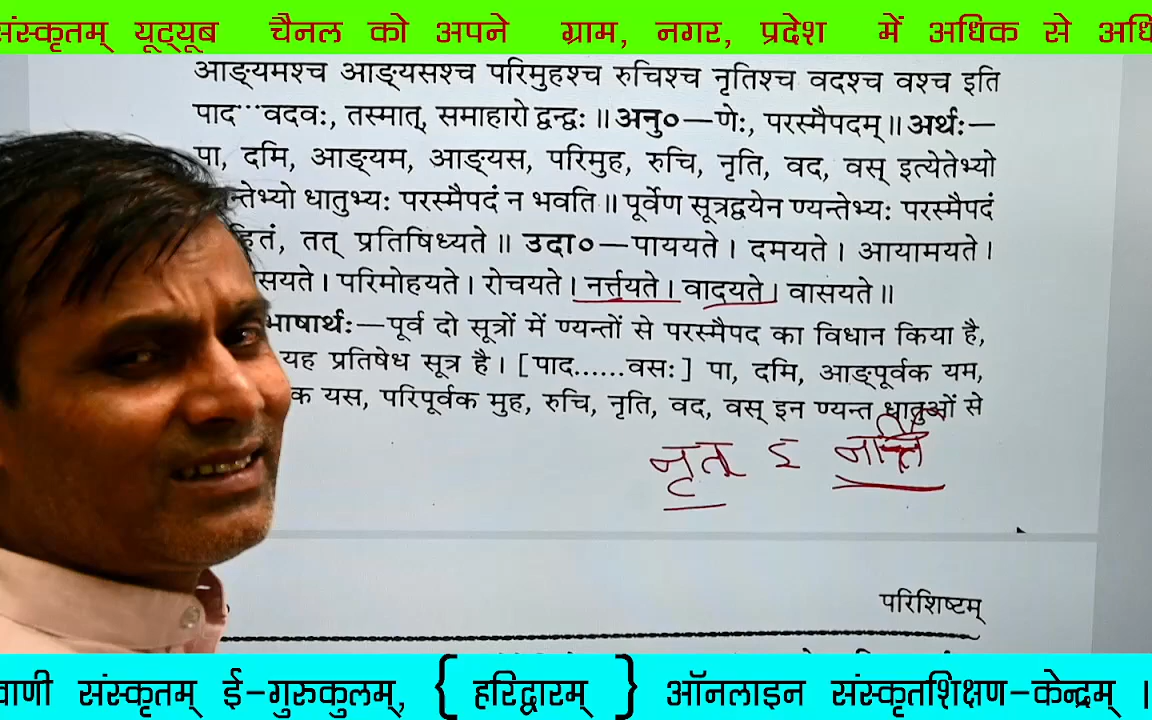 संस्कृतम् यूट्यूब चैनल को अपने ग्राम, नगर, प्रदेश में अधिक से
आङ्यमश्च आङ्यसश्च परिमुहश्च रुचिश्च नृतिश्च वदश्च वश्च इति
पाद···वदवः, तस्मात्, समाहारो द्वन्द्वः ॥ अनु०—णेः, परस्मैपदम् ॥ अर्थः—
पा, दमि, आङ्यम, आङ्यस, परिमुह, रुचि, नृति, वद, वस् इत्येतेभ्यो
न्तेभ्यो धातुभ्यः परस्मैपदं न भवति ॥ पूर्वेण सूत्रद्वयेन ण्यन्तेभ्यः परस्मैपदं
हितं, तत् प्रतिषिध्यते ॥ उदा०—पाययते । दमयते । आयामयते ।
सयते । परिमोहयते । रोचयते । नर्त्तयते । वादयते । वासयते ॥
भाषार्थः—पूर्व दो सूत्रों में ण्यन्तों से परस्मैपद का विधान किया है,
यह प्रतिषेध सूत्र है । [पाद......वसः] पा, दमि, आङ्पूर्वक यम,
क यस, परिपूर्वक मुह, रुचि, नृति, वद, वस् इन ण्यन्त धातुओं से
नृत् इ नर्त्ति
परिशिष्टम्
वाणी संस्कृतम् ई-गुरुकुलम्, { हरिद्वारम् } ऑनलाइन संस्कृतशिक्षण-केन्द्रम् ।